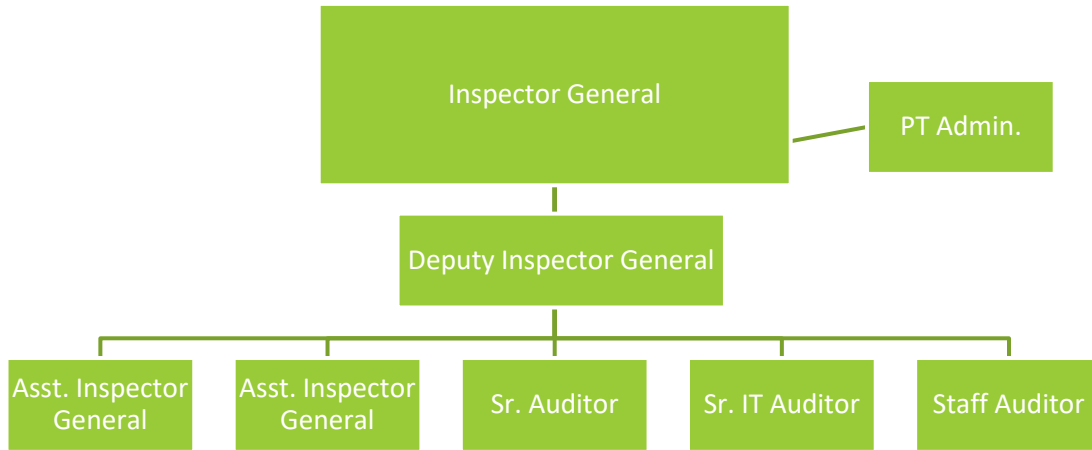 Inspector General
PT Admin.
Deputy Inspector General
Asst. Inspector
General
Asst. Inspector
General
Sr. Auditor
Sr. IT Auditor
Staff Auditor